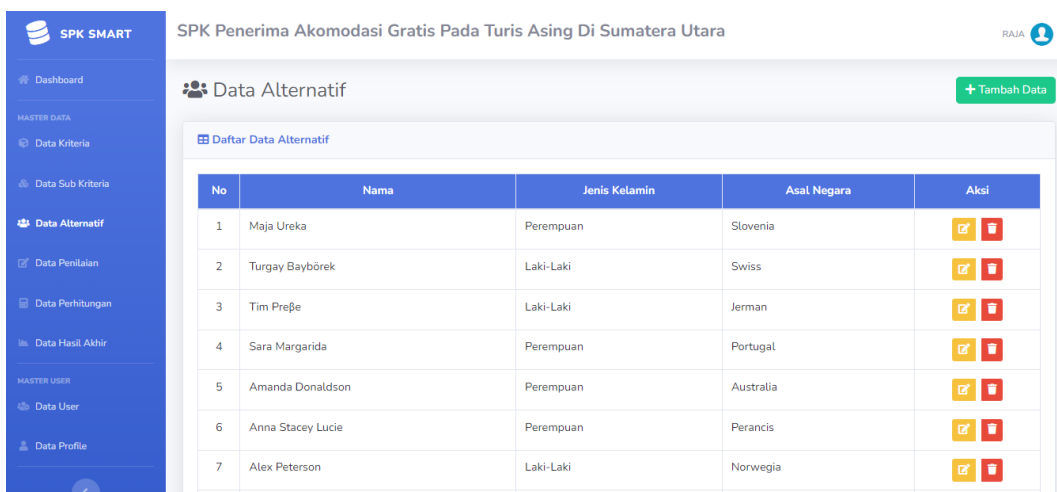 SPK SMART
Dashboard
MASTER DATA
Data Kriteria
Data Sub Kriteria
Data Alternatif
Data Penilaian
Data Perhitungan
Data Hasil Akhir
MASTER USER
Data User
Data Profile
SPK Penerima Akomodasi Gratis Pada Turis Asing Di Sumatera Utara
RAJA
Data Alternatif
+ Tambah Data
Daftar Data Alternatif
No Nama Jenis Kelamin Asal Negara Aksi
1 Maja Ureka Perempuan Slovenia
2 Turgay Baybörek Laki-Laki Swiss
3 Tim Preβe Laki-Laki Jerman
4 Sara Margarida Perempuan Portugal
5 Amanda Donaldson Perempuan Australia
6 Anna Stacey Lucie Perempuan Perancis
7 Alex Peterson Laki-Laki Norwegia